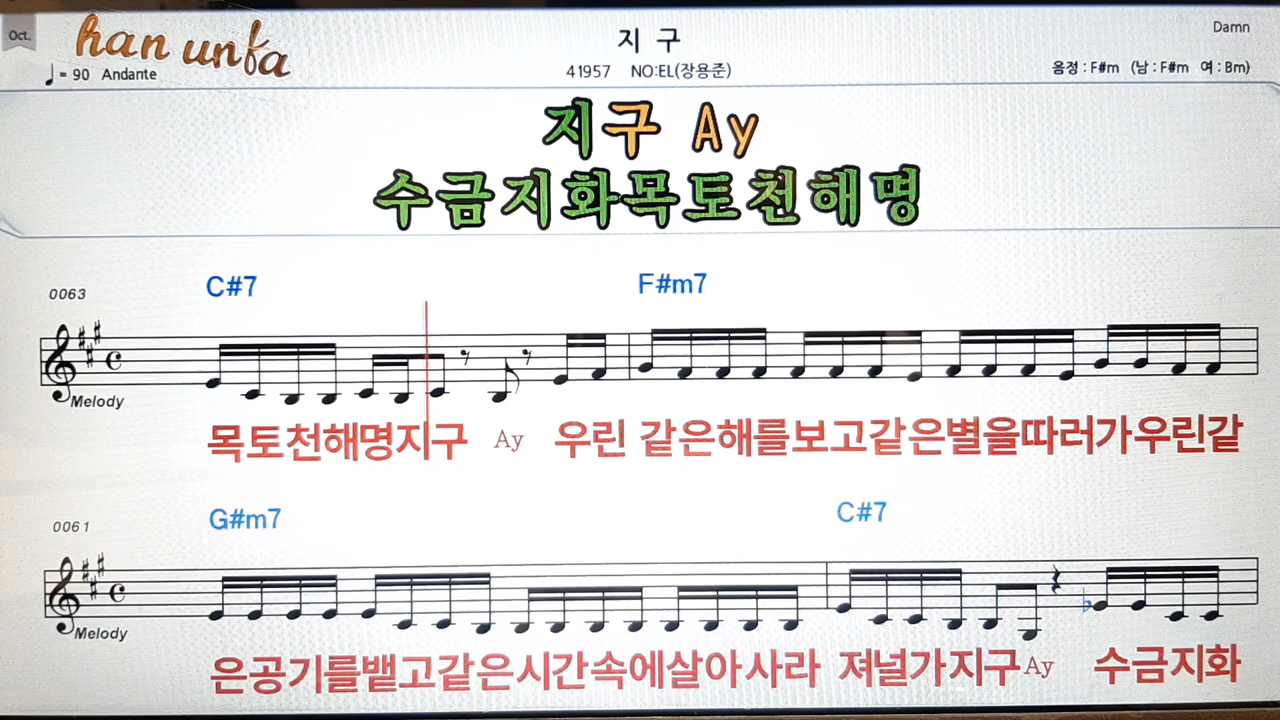 Oct.
han unfa
지 구
Damn
♩= 90 Andante
41957 NO:EL(장용준)
음정 : F#m (남 : F#m 여 : Bm)
지구 Ay
수금지화목토천해명
C#7 F#m7
0063
Melody
목토천해명지구 Ay 우린 같은해를보고같은별을따러가우린같
G#m7 C#7
0061
Melody
은공기를뱉고같은시간속에살아사라 져널가지구Ay 수금지화